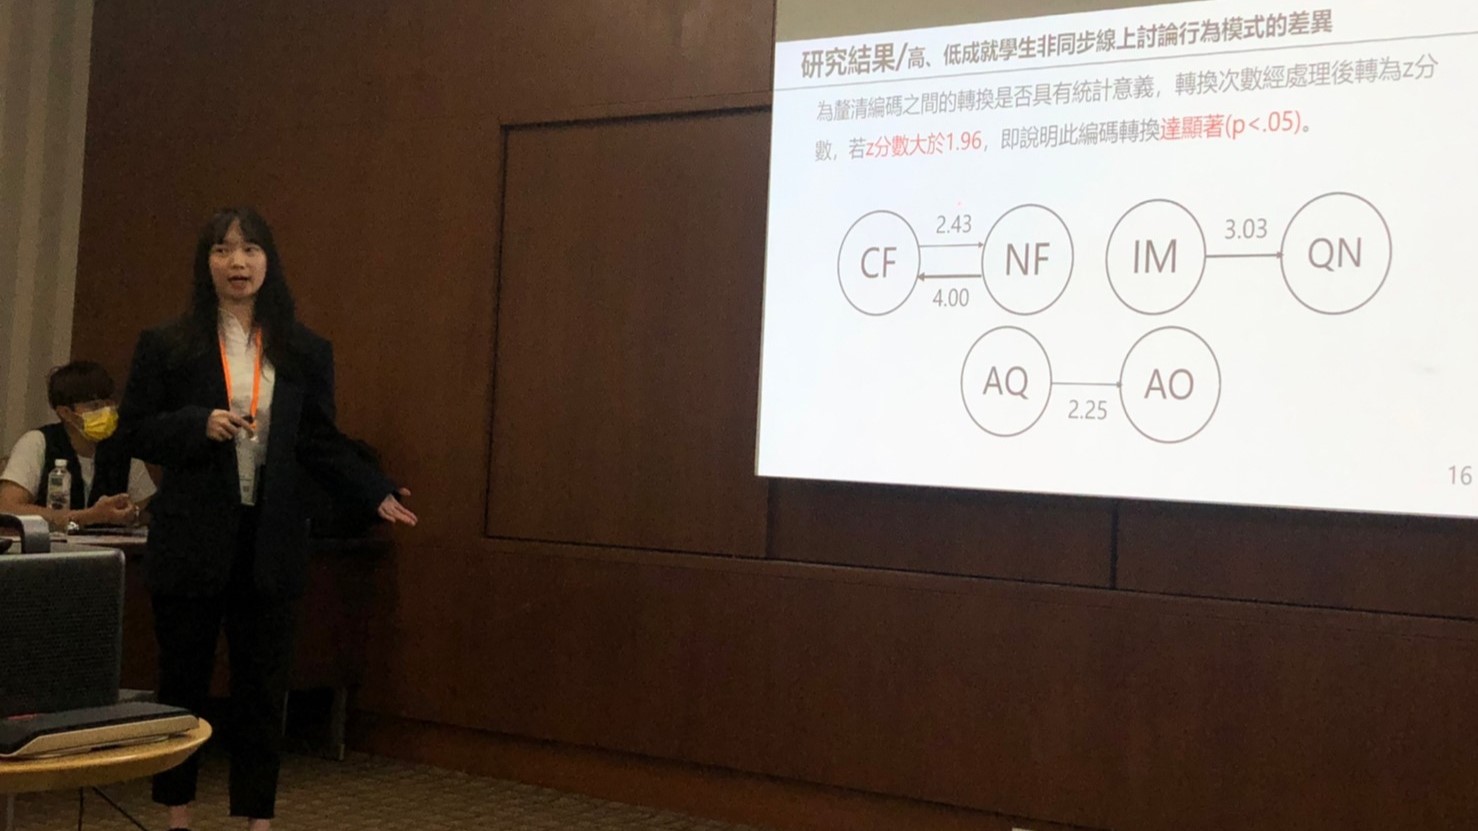 研究結果/高、低成就學生非同步線上討論行為模式的差異
為釐清編碼之間的轉換是否具有統計意義，轉換次數經處理後轉為z分
數，若z分數大於1.96，即說明此編碼轉換達顯著(p<.05)。
CF
2.43
4.00
NF
IM
3.03
QN
AQ
2.25
AO
16